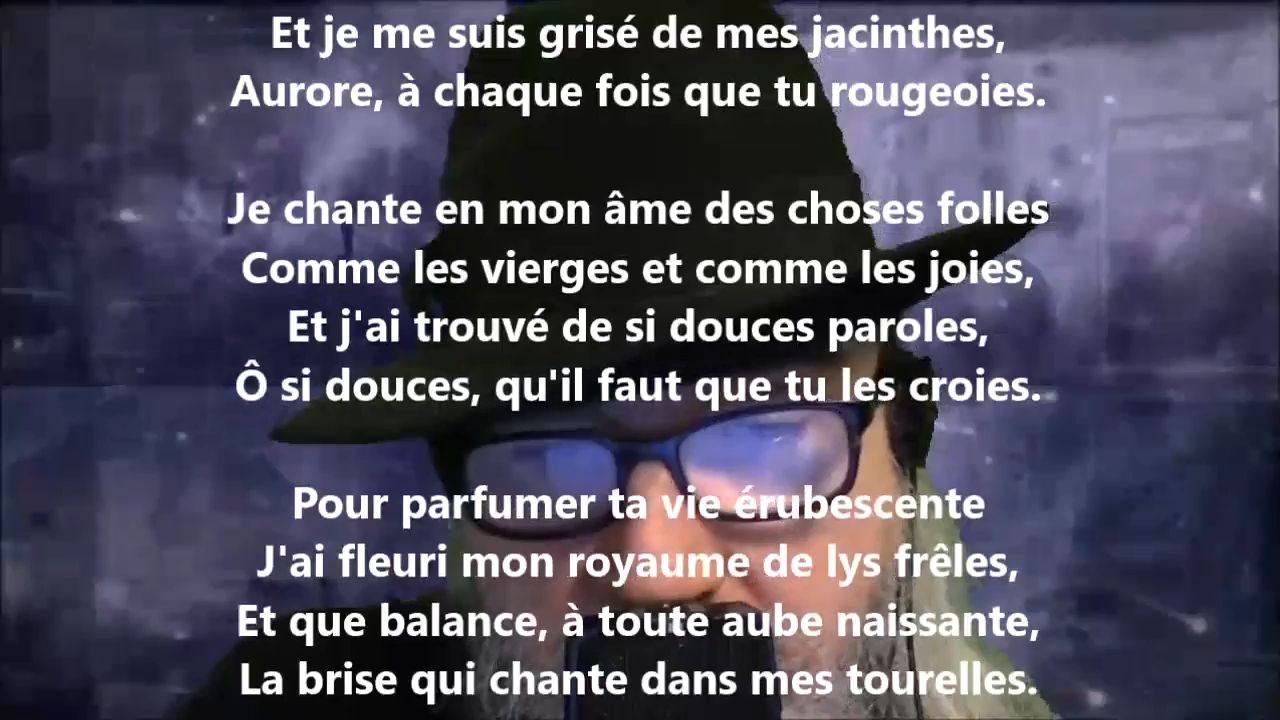 Et je me suis grisé de mes jacinthes,
Aurore, à chaque fois que tu rougeoies.
Je chante en mon âme des choses folles
Comme les vierges et comme les joies,
Et j'ai trouvé de si douces paroles,
Ô si douces, qu'il faut que tu les croies.
Pour parfumer ta vie érubescente
J'ai fleuri mon royaume de lys frêles,
Et que balance, à toute aube naissante,
La brise qui chante dans mes tourelles.